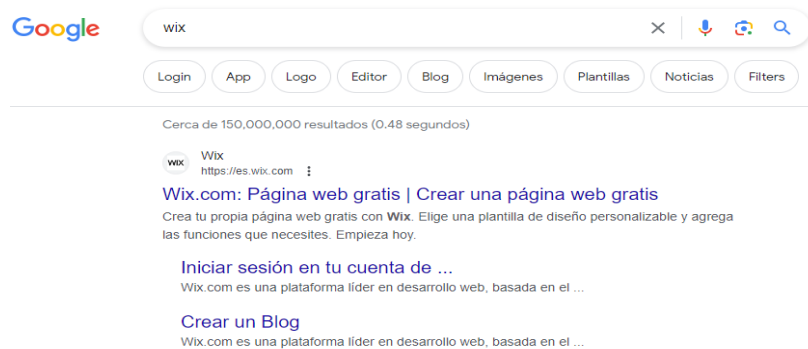 Google
wix
Login App Logo Editor Blog Imágenes Plantillas Noticias Filters
Cerca de 150,000,000 resultados (0.48 segundos)
WIX
Wix
https://es.wix.com
Wix.com: Página web gratis | Crear una página web gratis
Crea tu propia página web gratis con Wix. Elige una plantilla de diseño personalizable y agrega
las funciones que necesites. Empieza hoy.
Iniciar sesión en tu cuenta de ...
Wix.com es una plataforma líder en desarrollo web, basada en el ...
Crear un Blog
Wix.com es una plataforma líder en desarrollo web, basada en el ...